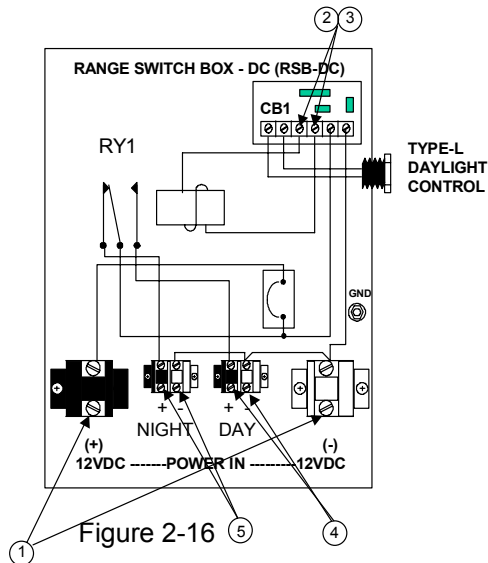 2 3
RANGE SWITCH BOX - DC (RSB-DC)
CB1
RY1
TYPE-L
DAYLIGHT
CONTROL
GND
+ - + -
NIGHT DAY
(+) (-)
12VDC -------POWER IN ---------12VDC
Figure 2-16
1 5 4